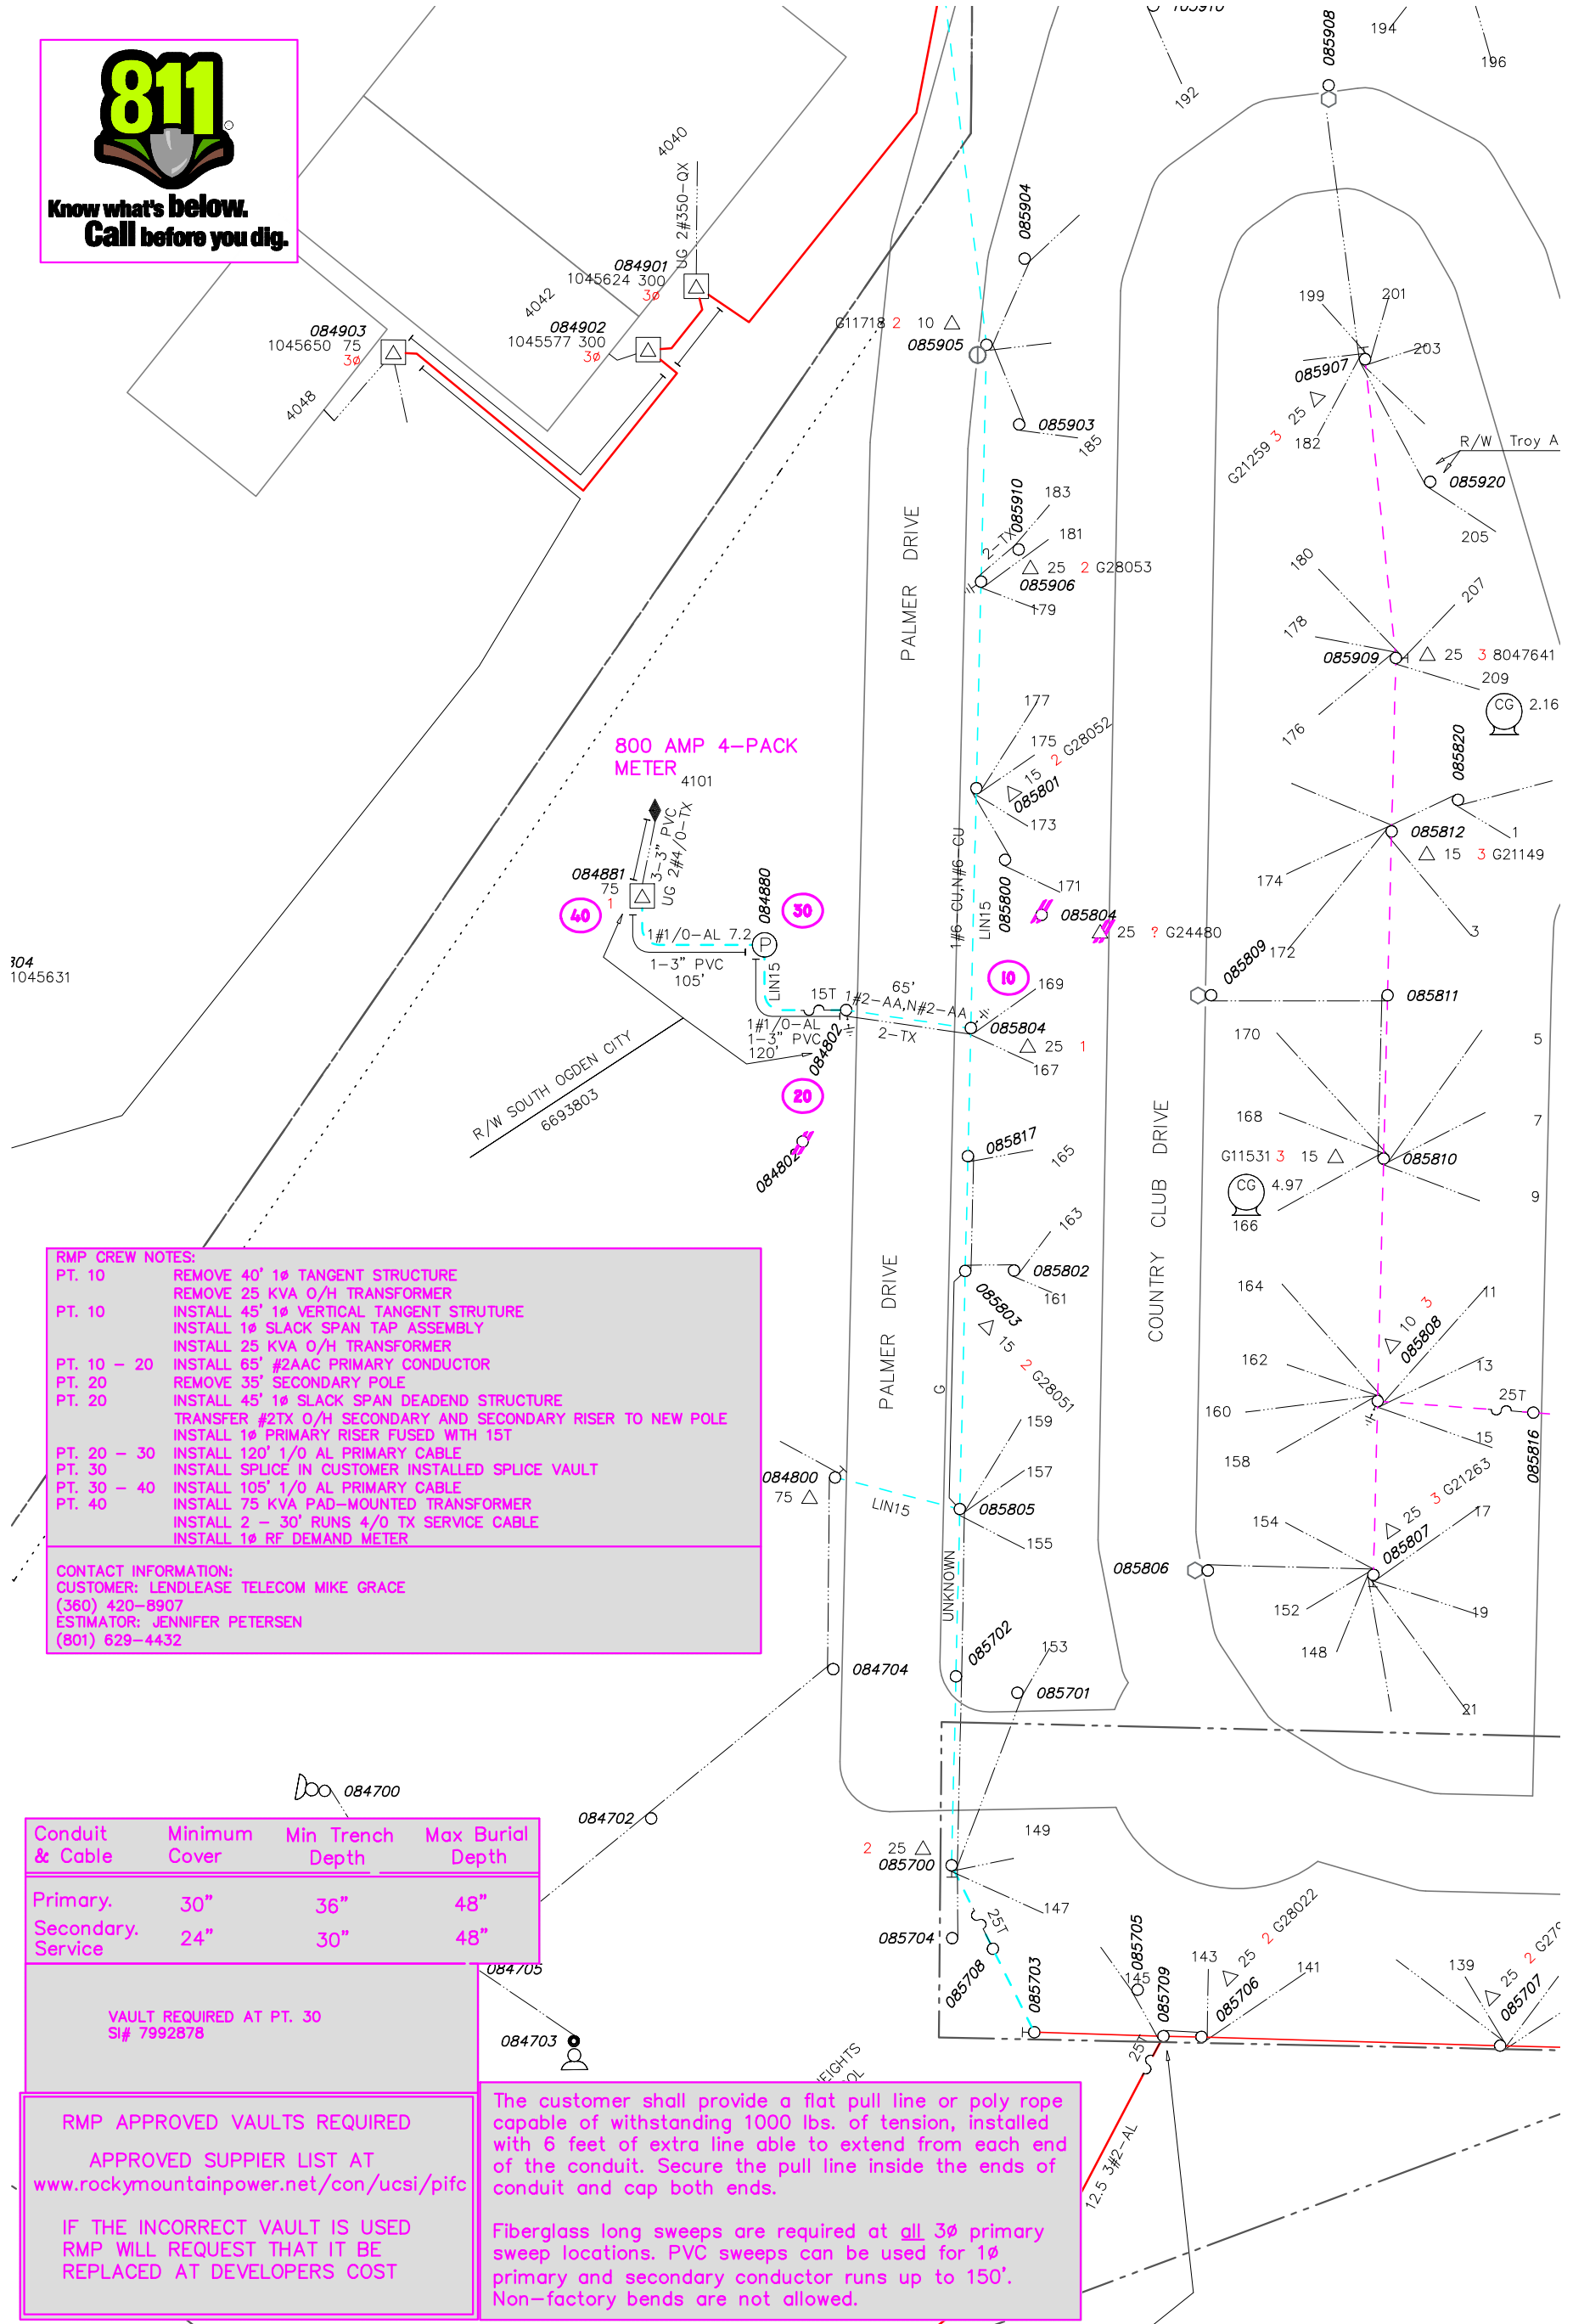 811
Know what's below.
Call before you dig.
085908
194
196
192
4040
UG 2#350-QX
084901
1045624 300
3ø
4042
084902
1045577 300
3ø
084903
1045650 75
3ø
4048
085904
G11718 2 10
085905
085903
185
PALMER DRIVE
183
085910
2-TX
181
25 2 G28053
085906
179
199
201
203
085907
25
G21259 3
182
R/W Troy A
085920
205
180
207
178
085909
25 3 8047641
209
176
CG 2.16
085820
085812
1
15 3 G21149
174
3
172
177
175
2 G28052
15
085801
173
1#6-CU,N#6-CU
LIN15
085800
171
085804
25 ? G24480
800 AMP 4-PACK
METER
4101
3-3" PVC
UG 2#4/0-TX
084881
75
1
40
084880
30
1#1/0-AL 7.2
1-3" PVC
105'
LIN15
15T
65'
1#2-AA,N#2-AA
2-TX
1#1/0-AL
1-3" PVC
120'
084802
10
169
085804
25 1
167
20
084802
R/W SOUTH OGDEN CITY
6693803
304
1045631
085809
085811
170
5
168
7
G11531 3 15
085810
CG 4.97
166
9
COUNTRY CLUB DRIVE
085817
165
163
085802
161
085803
15
2 G28051
PALMER DRIVE
G
164
11
10 3
085808
162
13
160
25T
15
158
085816
3 G21263
25
085807
17
154
085806
152
19
148
21
159
157
085805
155
084800
75
LIN15
UNKNOWN
085702
153
085701
084704
RMP CREW NOTES:
PT. 10 REMOVE 40' 1ø TANGENT STRUCTURE
REMOVE 25 KVA O/H TRANSFORMER
PT. 10 INSTALL 45' 1ø VERTICAL TANGENT STRUTURE
INSTALL 1ø SLACK SPAN TAP ASSEMBLY
INSTALL 25 KVA O/H TRANSFORMER
PT. 10 - 20 INSTALL 65' #2AAC PRIMARY CONDUCTOR
PT. 20 REMOVE 35' SECONDARY POLE
PT. 20 INSTALL 45' 1ø SLACK SPAN DEADEND STRUCTURE
TRANSFER #2TX O/H SECONDARY AND SECONDARY RISER TO NEW POLE
INSTALL 1ø PRIMARY RISER FUSED WITH 15T
PT. 20 - 30 INSTALL 120' 1/0 AL PRIMARY CABLE
PT. 30 INSTALL SPLICE IN CUSTOMER INSTALLED SPLICE VAULT
PT. 30 - 40 INSTALL 105' 1/0 AL PRIMARY CABLE
PT. 40 INSTALL 75 KVA PAD-MOUNTED TRANSFORMER
INSTALL 2 - 30' RUNS 4/0 TX SERVICE CABLE
INSTALL 1ø RF DEMAND METER
CONTACT INFORMATION:
CUSTOMER: LENDLEASE TELECOM MIKE GRACE
(360) 420-8907
ESTIMATOR: JENNIFER PETERSEN
(801) 629-4432
084700
084702
Conduit & Cable Minimum Cover Min Trench Depth Max Burial Depth
Primary. 30" 36" 48"
Secondary. Service 24" 30" 48"
084705
084703
149
2 25
085700
147
085704
25T
085708
085703
085705
145
085709
143
25 2 G28022
085706
141
139
25 2
085707
25T
12.5 3#2-AL
VAULT REQUIRED AT PT. 30
SI# 7992878
RMP APPROVED VAULTS REQUIRED
APPROVED SUPPIER LIST AT
www.rockymountainpower.net/con/ucsi/pifc
IF THE INCORRECT VAULT IS USED
RMP WILL REQUEST THAT IT BE
REPLACED AT DEVELOPERS COST
The customer shall provide a flat pull line or poly rope
capable of withstanding 1000 lbs. of tension, installed
with 6 feet of extra line able to extend from each end
of the conduit. Secure the pull line inside the ends of
conduit and cap both ends.
Fiberglass long sweeps are required at all 3ø primary
sweep locations. PVC sweeps can be used for 1ø
primary and secondary conductor runs up to 150'.
Non-factory bends are not allowed.